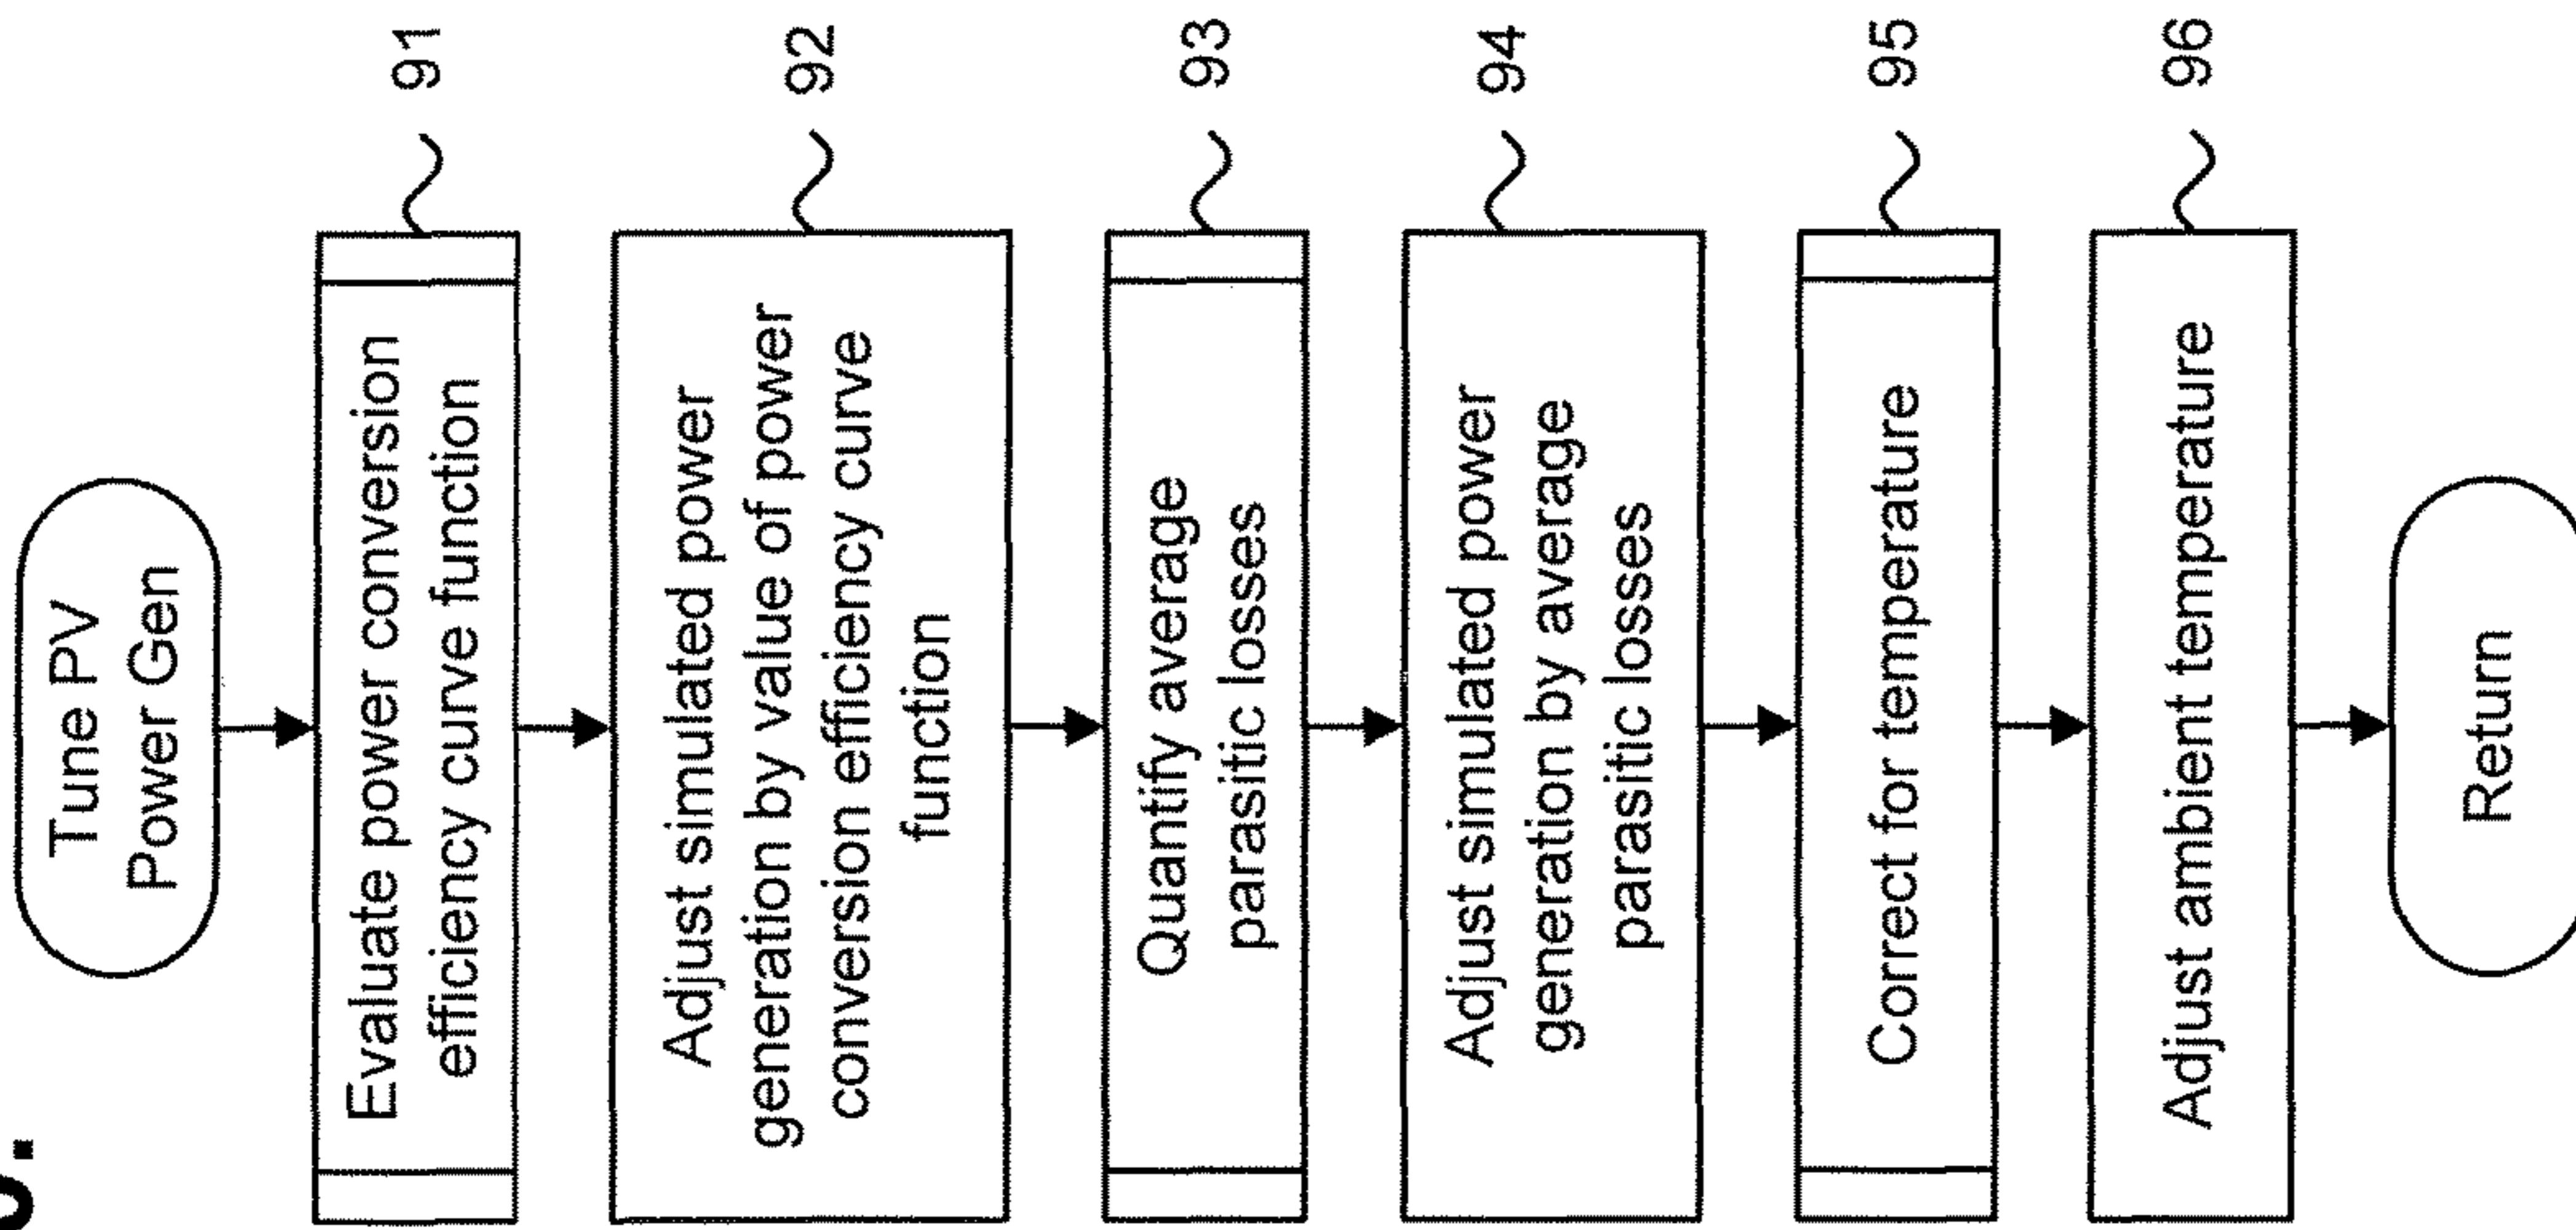 Tune PV
Power Gen
Evaluate power conversion
efficiency curve function
91
Adjust simulated power
generation by value of power
conversion efficiency curve
function
92
Quantify average
parasitic losses
93
Adjust simulated power
generation by average
parasitic losses
94
Correct for temperature
95
Adjust ambient temperature
96
Return